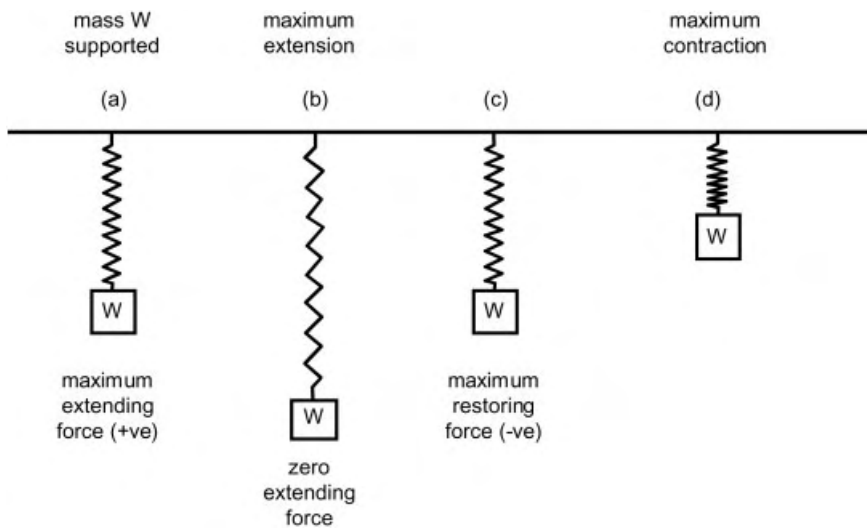 mass W
supported
maximum
extension
maximum
contraction
(a)
(b)
(c)
(d)
W
W
W
W
maximum
extending
force (+ve)
zero
extending
force
maximum
restoring
force (-ve)